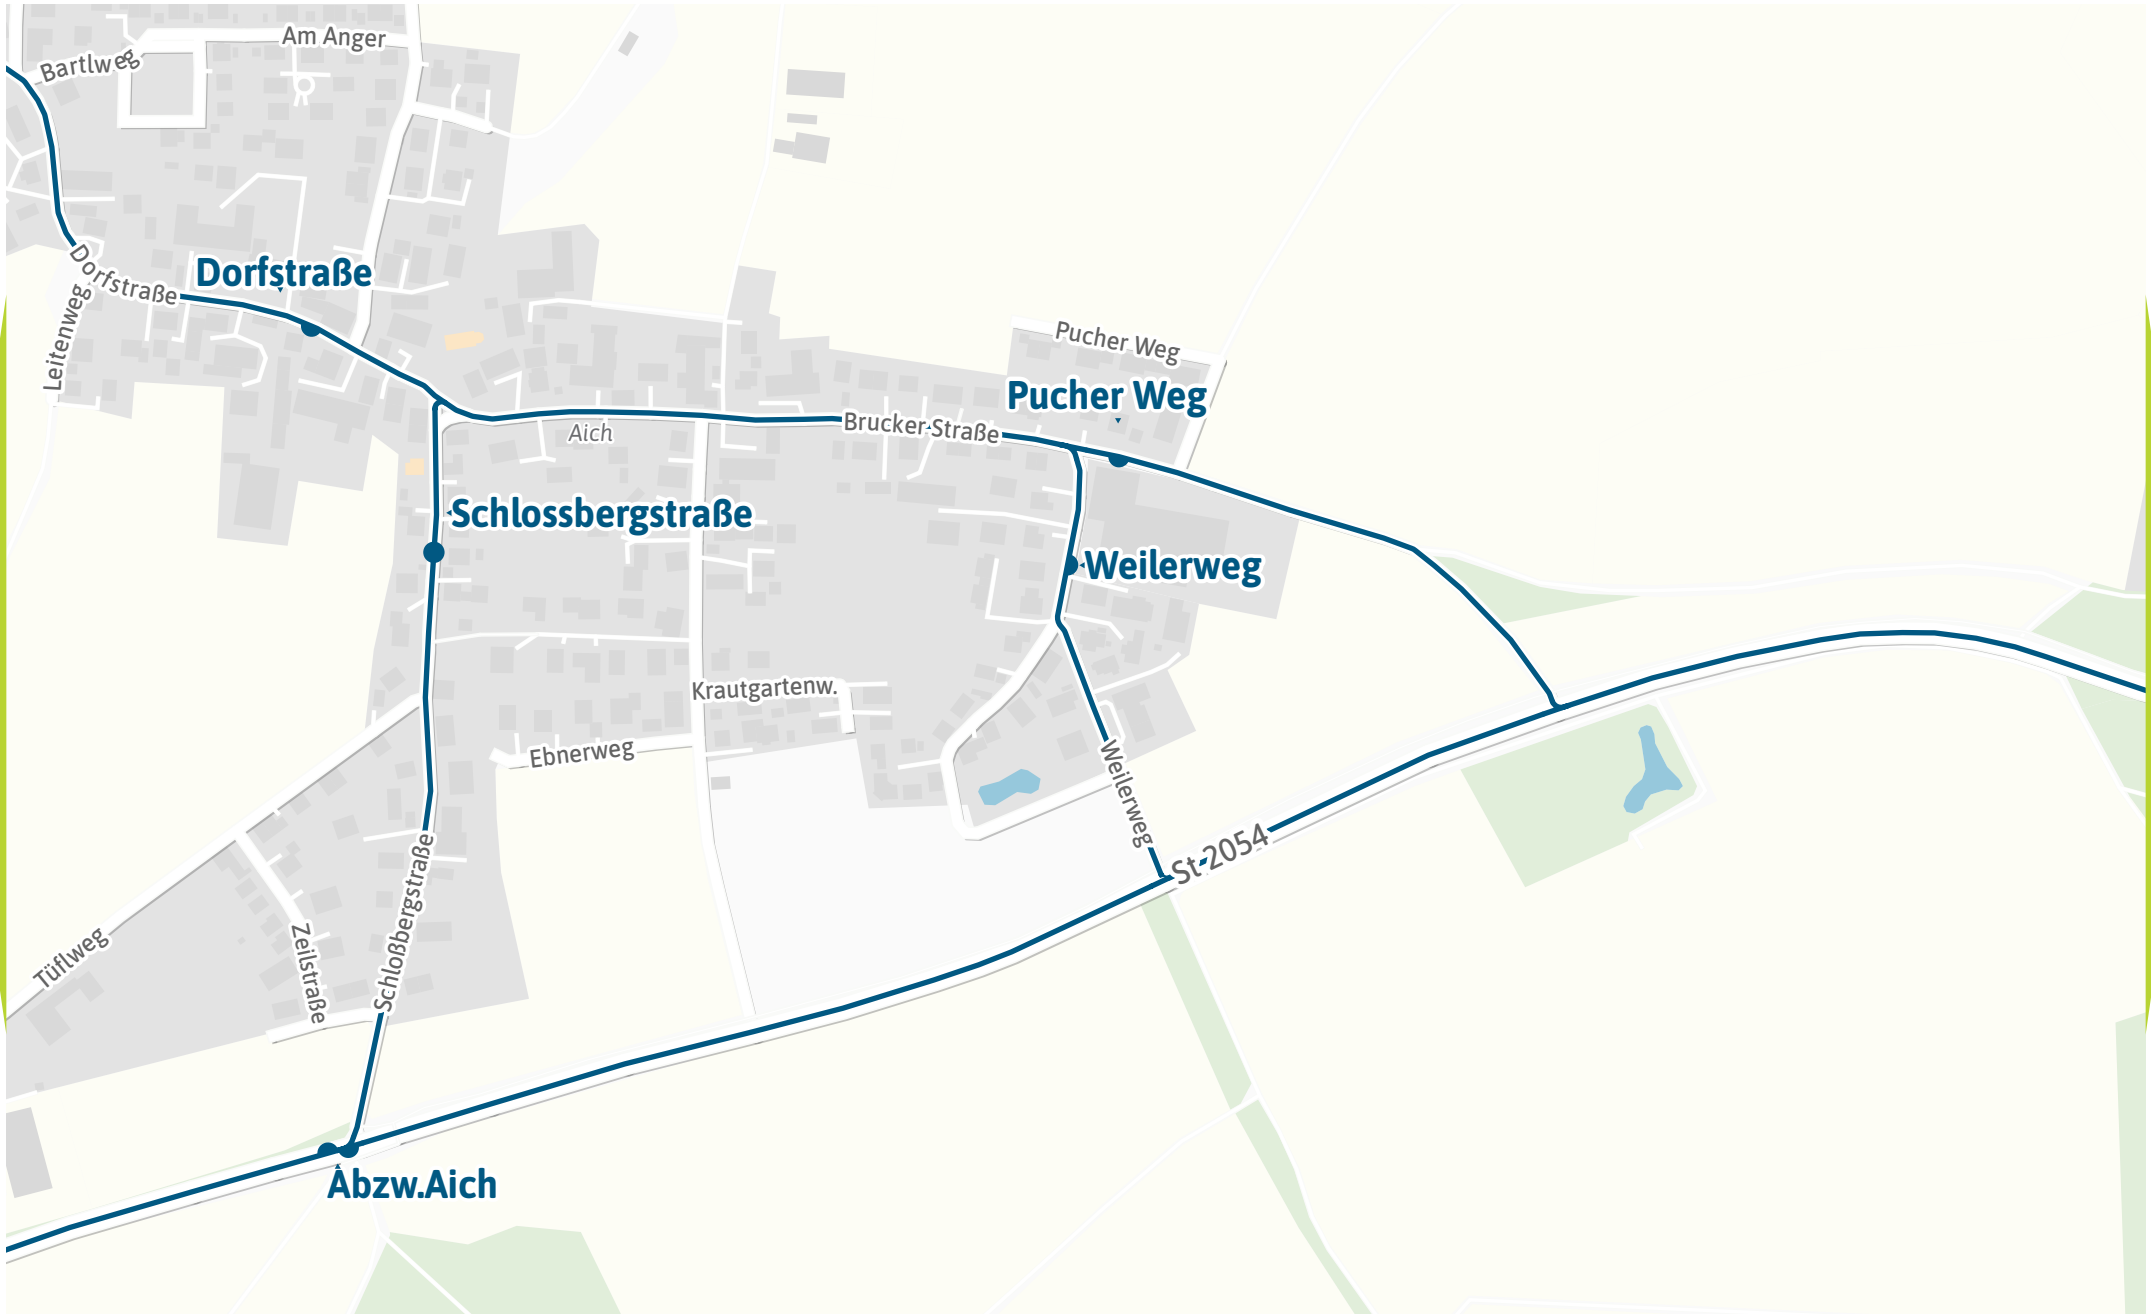 Am Anger
Bartlweg
Dorfstraße
Dorfstraße
Leitenweg
Pucher Weg
Pucher Weg
Brucker Straße
Aich
Schlossbergstraße
Weilerweg
Krautgartenw.
Ebnerweg
Weilerweg
St 2054
Schloßbergstraße
Zeilstraße
Tüflweg
Abzw.Aich